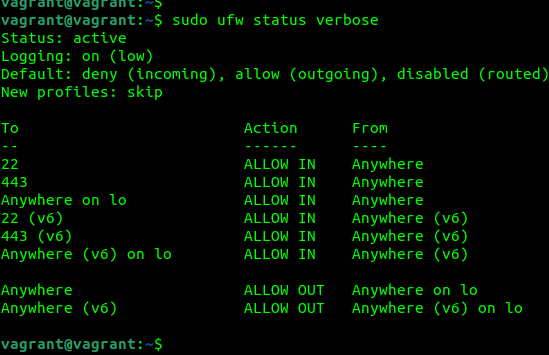 vagrant@vagrant:~$
vagrant@vagrant:~$ sudo ufw status verbose
Status: active
Logging: on (low)
Default: deny (incoming), allow (outgoing), disabled (routed)
New profiles: skip

To                         Action      From
--                         ------      ----
22                         ALLOW IN    Anywhere
443                        ALLOW IN    Anywhere
Anywhere on lo             ALLOW IN    Anywhere
22 (v6)                    ALLOW IN    Anywhere (v6)
443 (v6)                   ALLOW IN    Anywhere (v6)
Anywhere (v6) on lo        ALLOW IN    Anywhere (v6)

Anywhere                   ALLOW OUT   Anywhere on lo
Anywhere (v6)              ALLOW OUT   Anywhere (v6) on lo

vagrant@vagrant:~$